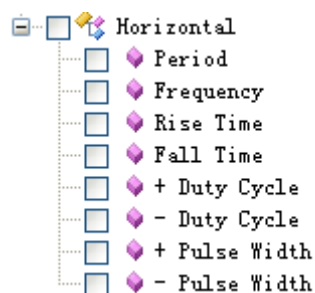 Horizontal
Period
Frequency
Rise Time
Fall Time
+ Duty Cycle
- Duty Cycle
+ Pulse Width
- Pulse Width